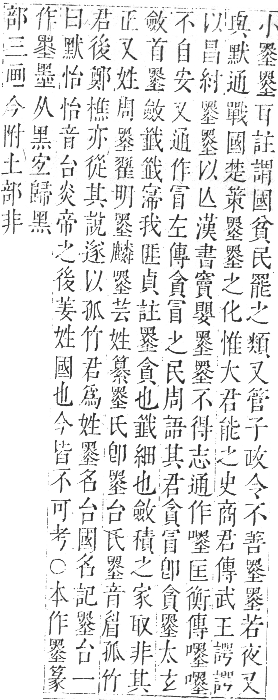 小墨墨百註謂國貧民罷之類又管子政令不善墨墨若夜又
與默通戰國楚策墨墨之化惟大君能之史商君傳武王諤諤
以昌紂墨墨以亾漢書竇嬰墨墨不得志通作嚜匡衡傳嚜嚜
不自安又通作冒左傳貪冒之民周語其君貪冒卽貪墨太玄
斂首墨斂韱韱寗我匪貞註墨貪也韱細也斂積之家取非其
正又姓周墨翟明墨麟墨芸姓纂墨氏卽墨台氏墨音眉孤竹
君後鄭樵亦從其說遂以孤竹君爲姓墨名台國名記墨台一
曰默怡怡音台炎帝之後姜姓國也今皆不可考○本作墨篆
作墨墨从黑歸黑
部三画今附土部非